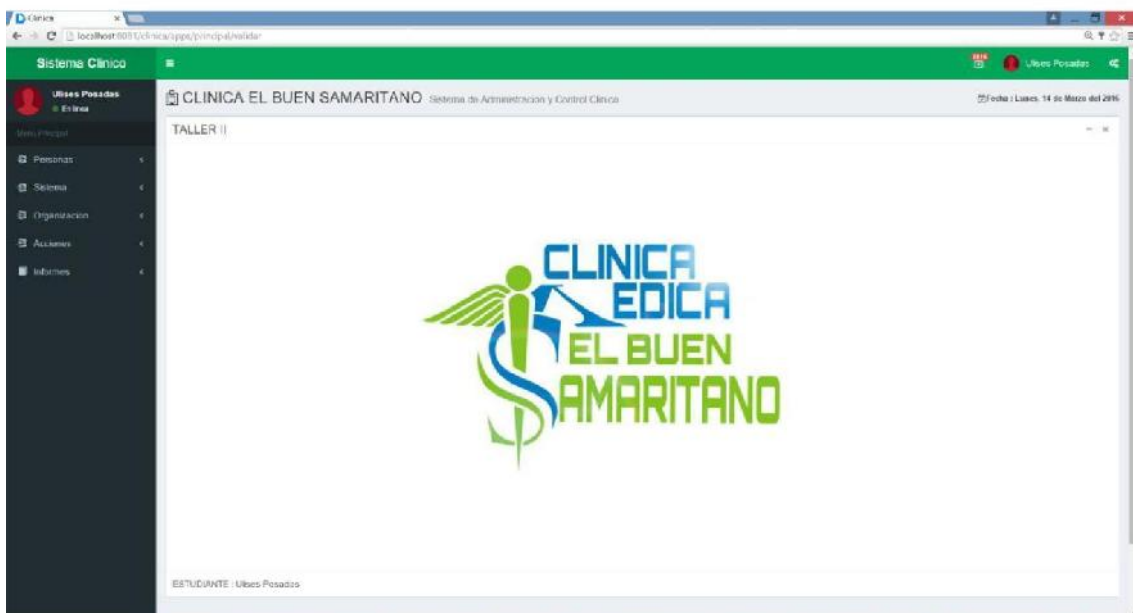 Clinica
localhost:8081/clinica/apps/principal/validar
Sistema Clinico
Ulises Posadas
Ulises Posadas
En linea
CLINICA EL BUEN SAMARITANO Sistema de Administracion y Control Clinico
Fecha : Lunes, 14 de Marzo del 2016
Menu Principal
TALLER II
Personas
Sistema
Organizacion
Acciones
Informes
CLINICA
EDICA
EL BUEN
SAMARITANO
ESTUDIANTE : Ulises Posadas